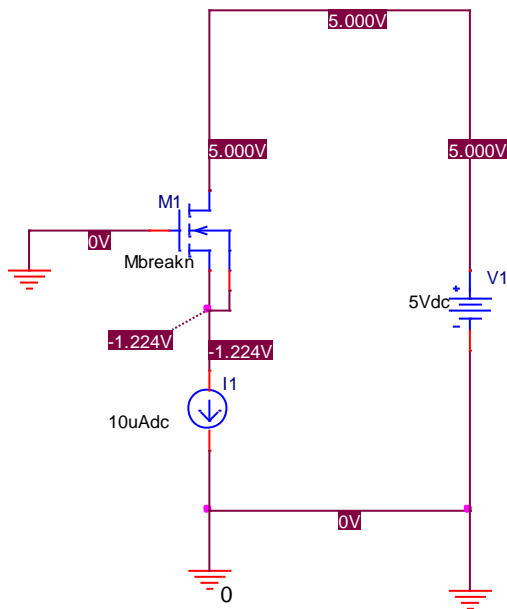 5.000V
5.000V
5.000V
M1
0V
Mbreakn
V1
+
5Vdc
-
-1.224V
-1.224V
I1
10uAdc
0V
0